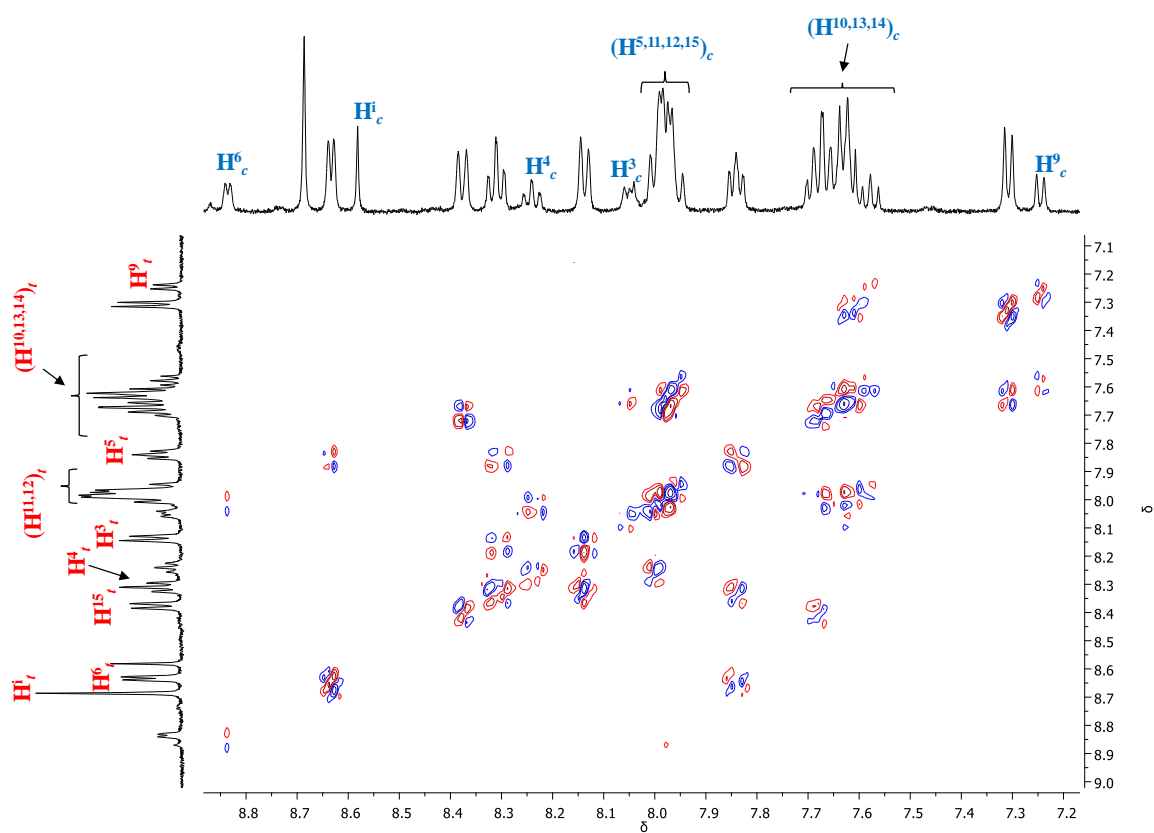 (H5,11,12,15)c
(H10,13,14)c
H6c
Hic
H4c
H3c
H9c
H9t
(H10,13,14)t
H5t
(H11,12)t
H3t
H4t
H15t
H6t
Hit
7.1
7.2
7.3
7.4
7.5
7.6
7.7
7.8
7.9
8.0
8.1
8.2
8.3
8.4
8.5
8.6
8.7
8.8
8.9
9.0
δ
8.8 8.7 8.6 8.5 8.4 8.3 8.2 8.1 8.0 7.9 7.8 7.7 7.6 7.5 7.4 7.3 7.2
δ